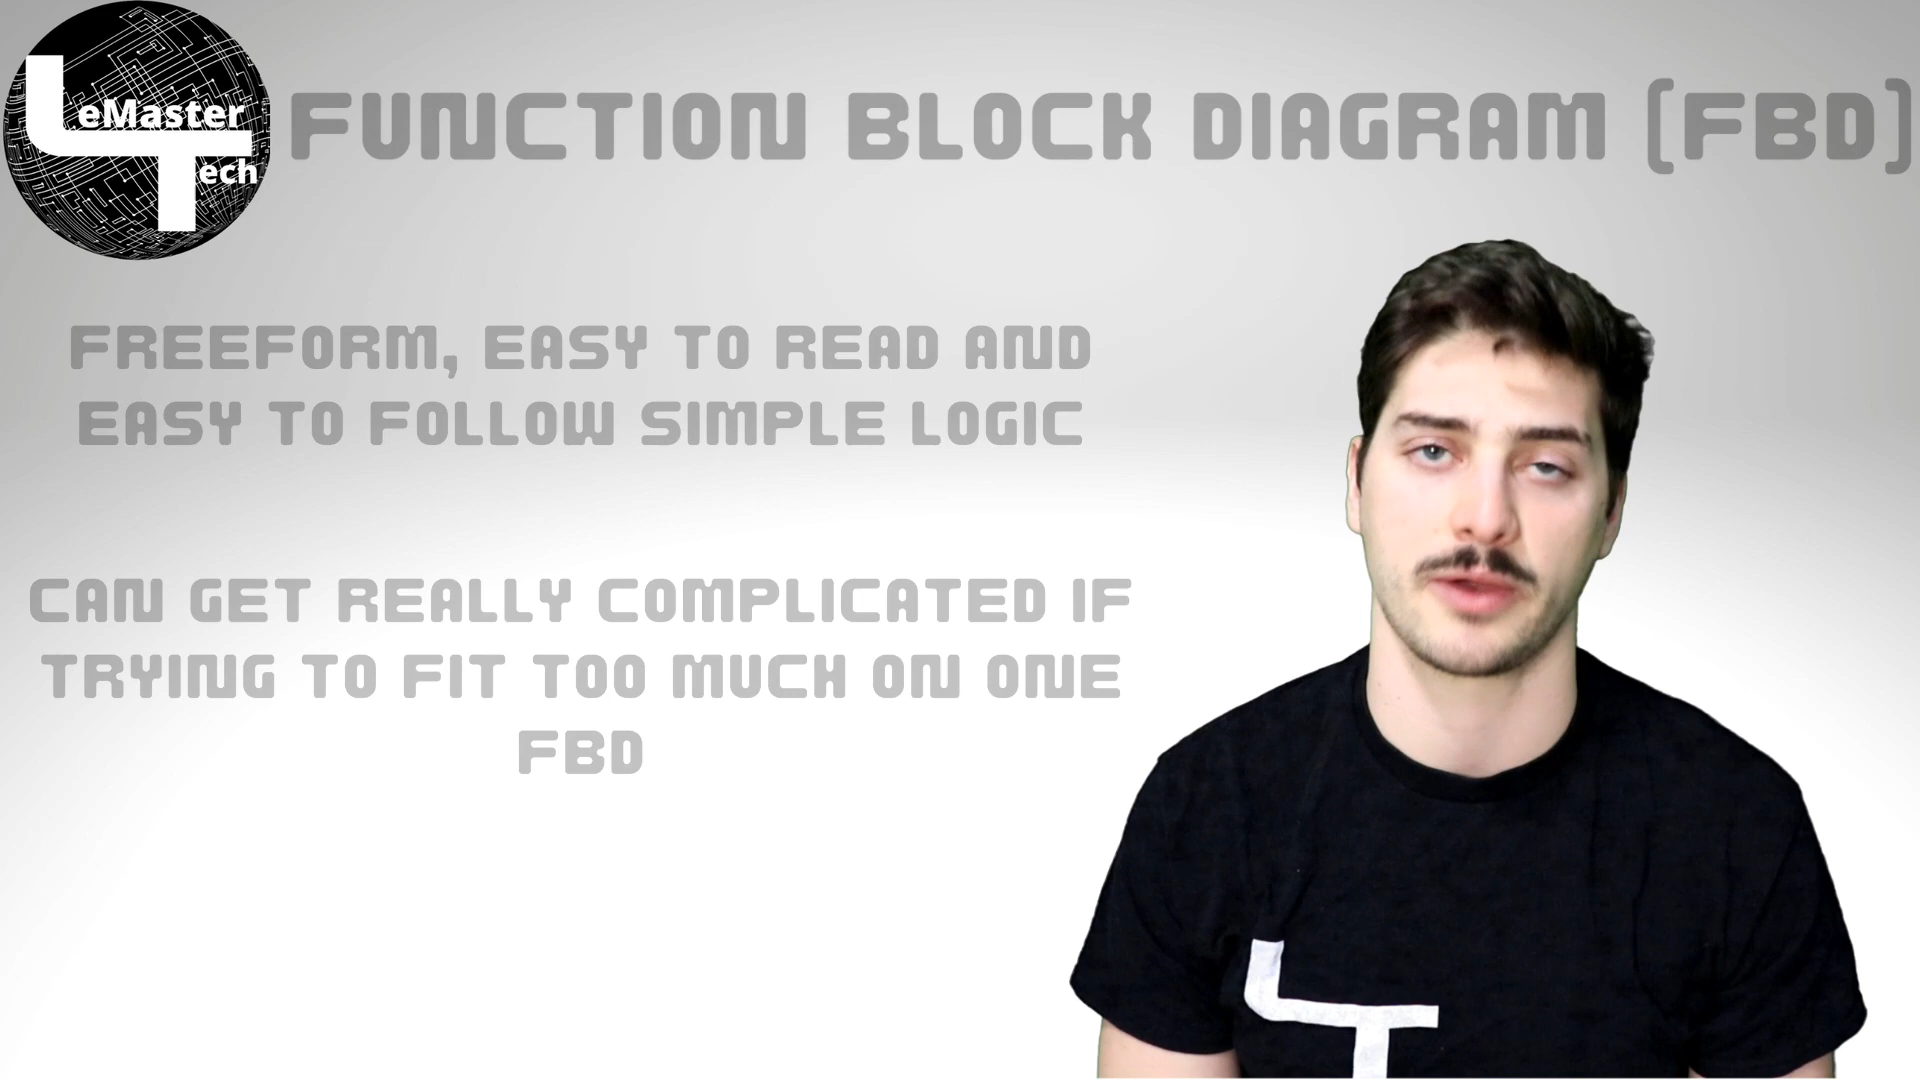 LeMaster
Tech
FUNCTION BLOCK DIAGRAM (FBD)
FREEFORM, EASY TO READ AND
EASY TO FOLLOW SIMPLE LOGIC
CAN GET REALLY COMPLICATED IF
TRYING TO FIT TOO MUCH ON ONE
FBD
LT